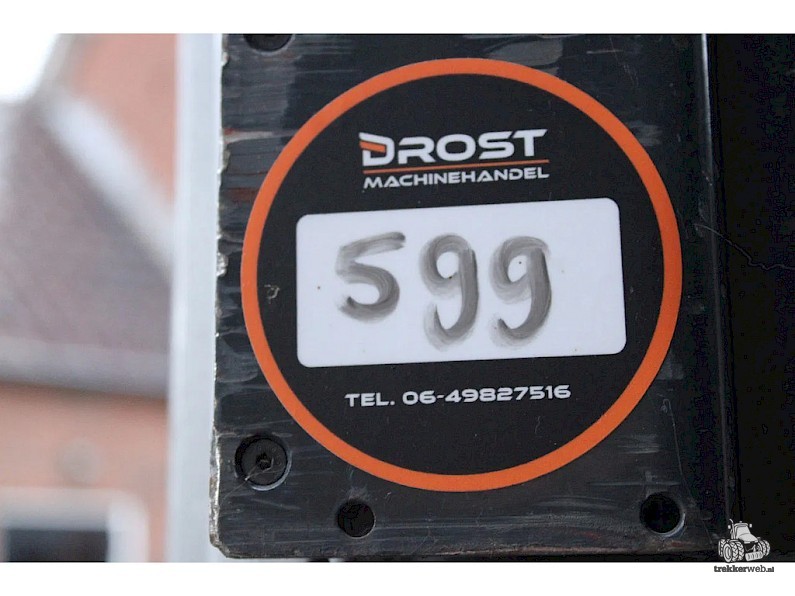 DROST
MACHINEHANDEL
599
TEL. 06-49827516
trekkerweb.nl